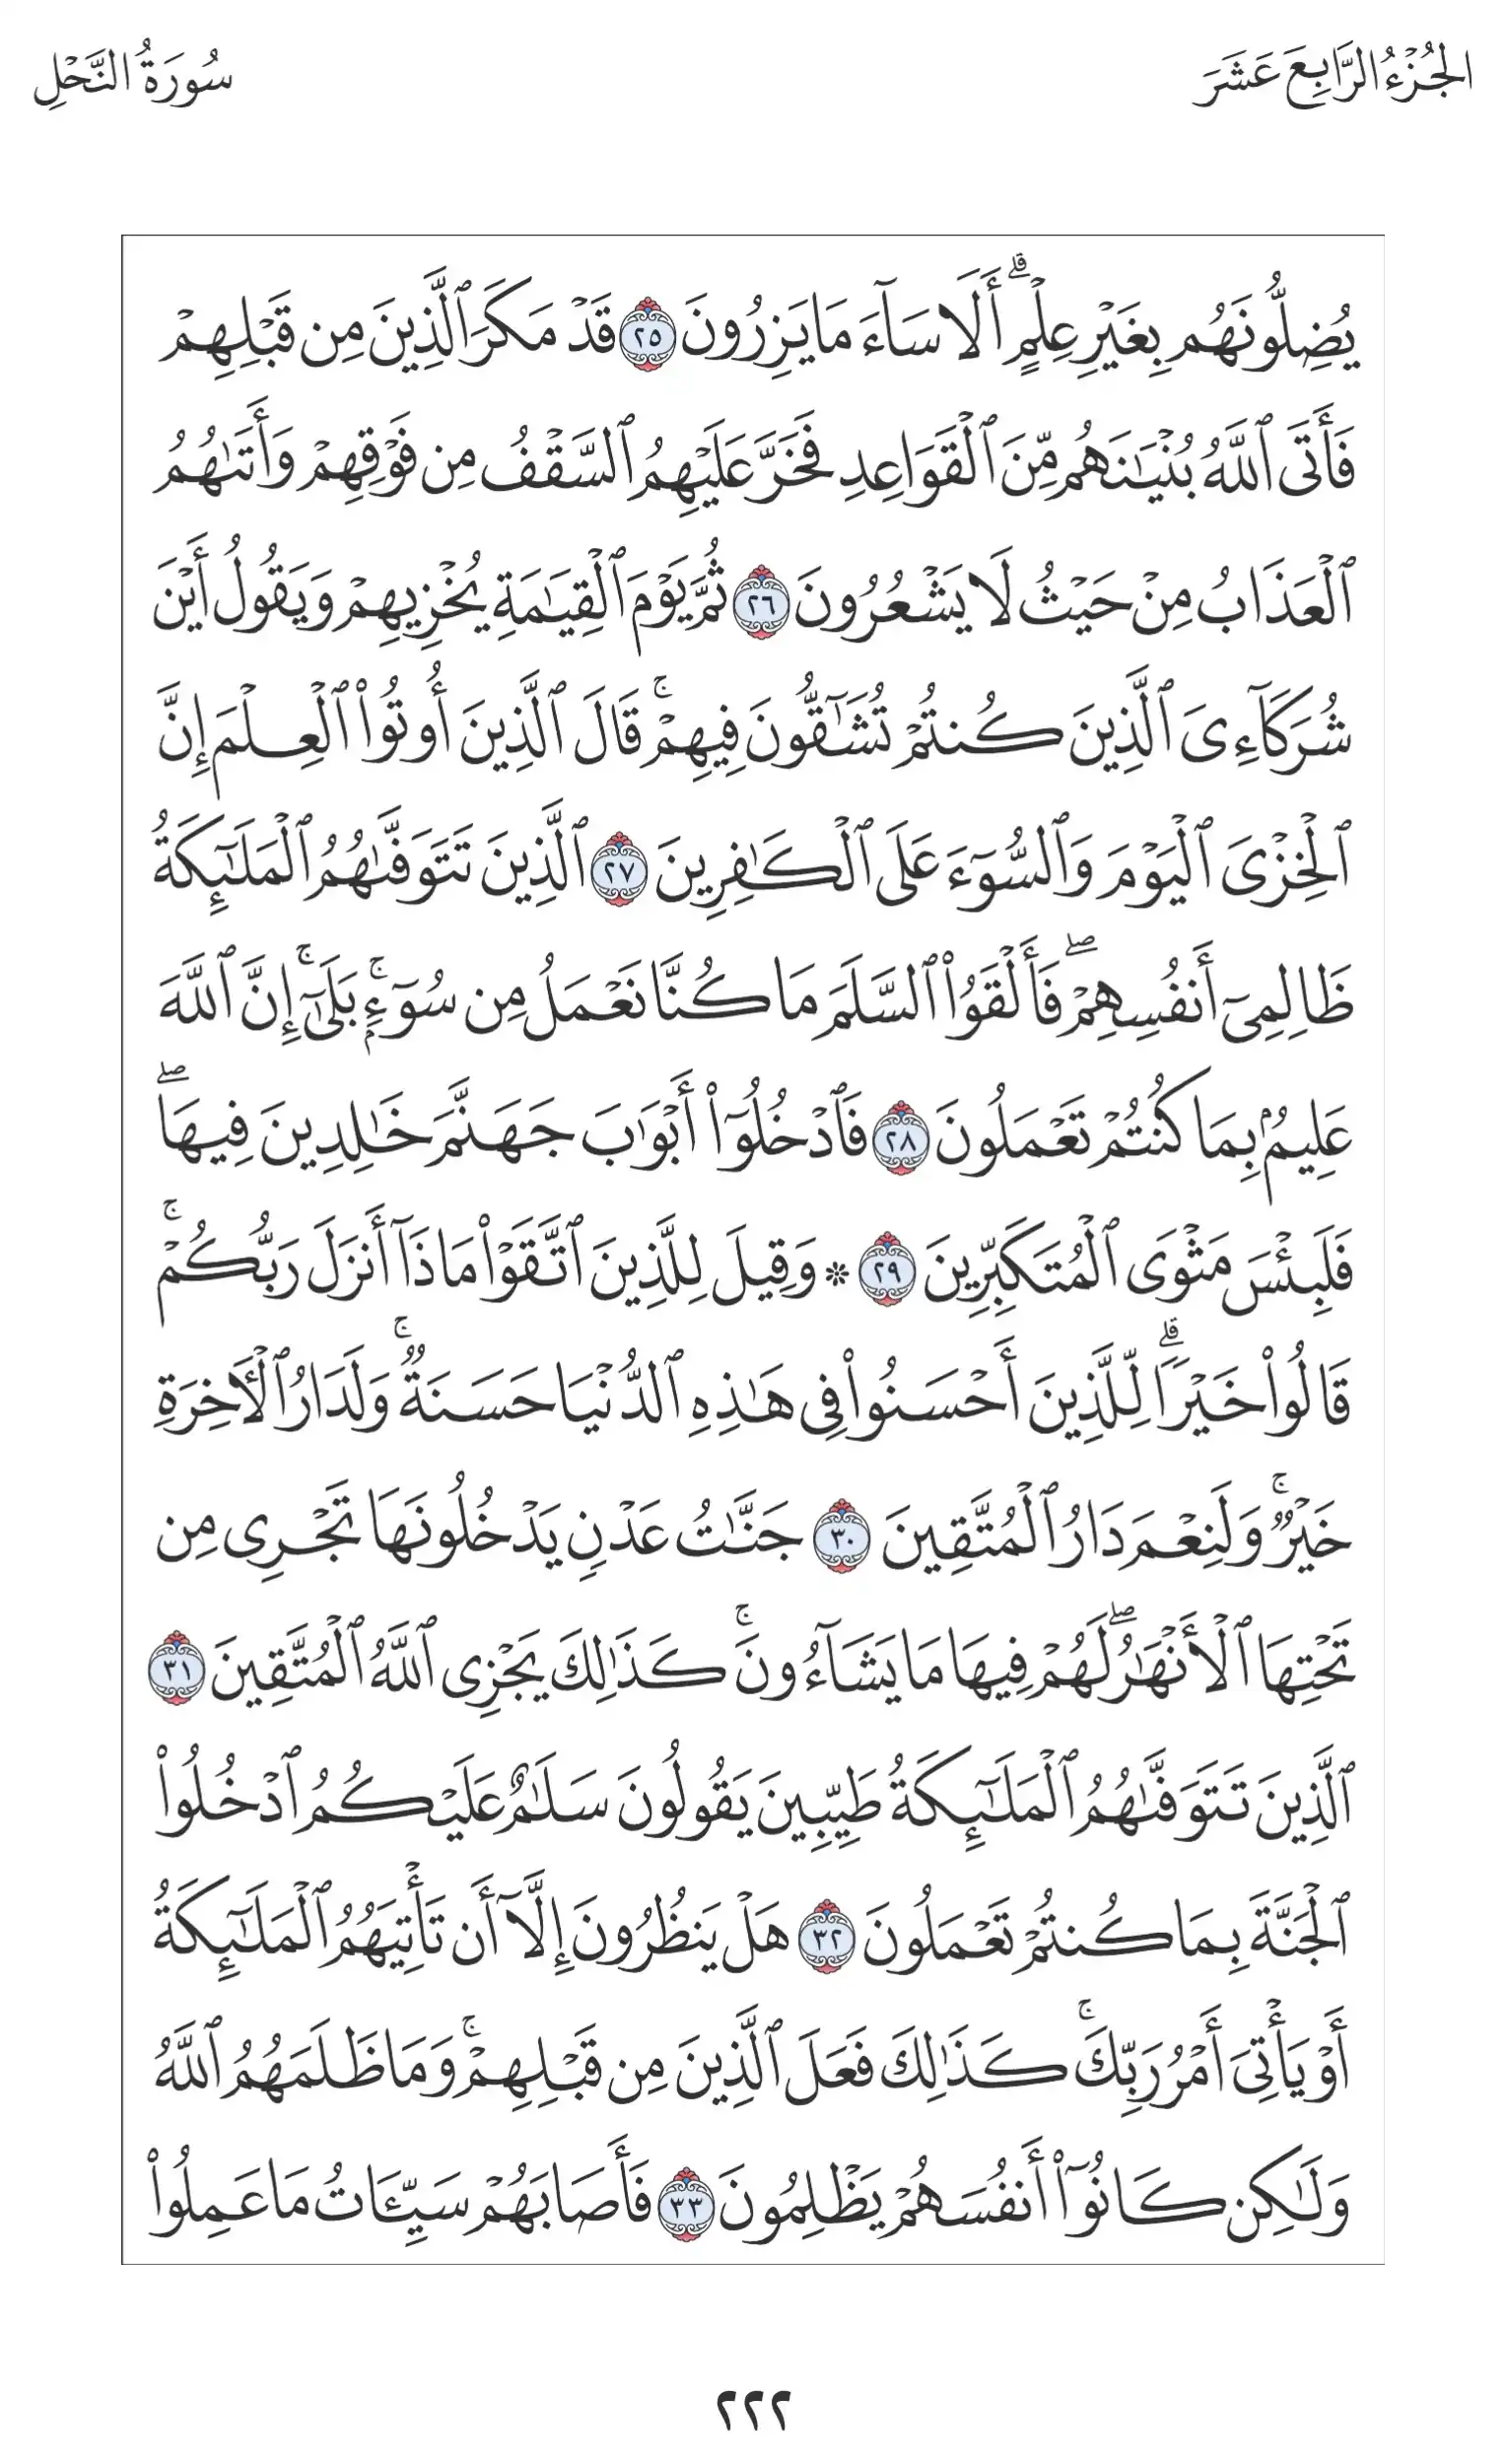 الجُزْءُ الرَّابِعَ عَشَرَ
سُورَةُ النَّحْلِ
يُضِلُّونَهُم بِغَيْرِ عِلْمٍۗ أَلَا سَآءَ مَا يَزِرُونَ ٢٥ قَدْ مَكَرَ ٱلَّذِينَ مِن قَبْلِهِمْ
فَأَتَى ٱللَّهُ بُنْيَٰنَهُم مِّنَ ٱلْقَوَاعِدِ فَخَرَّ عَلَيْهِمُ ٱلسَّقْفُ مِن فَوْقِهِمْ وَأَتَىٰهُمُ
ٱلْعَذَابُ مِنْ حَيْثُ لَا يَشْعُرُونَ ٢٦ ثُمَّ يَوْمَ ٱلْقِيَٰمَةِ يُخْزِيهِمْ وَيَقُولُ أَيْنَ
شُرَكَآءِىَ ٱلَّذِينَ كُنتُمْ تُشَٰٓقُّونَ فِيهِمْۚ قَالَ ٱلَّذِينَ أُوتُوا۟ ٱلْعِلْمَ إِنَّ
ٱلْخِزْىَ ٱلْيَوْمَ وَٱلسُّوٓءَ عَلَى ٱلْكَٰفِرِينَ ٢٧ ٱلَّذِينَ تَتَوَفَّىٰهُمُ ٱلْمَلَٰٓئِكَةُ
ظَالِمِىٓ أَنفُسِهِمْۖ فَأَلْقَوُا۟ ٱلسَّلَمَ مَا كُنَّا نَعْمَلُ مِن سُوٓءٍۭۚ بَلَىٰٓۚ إِنَّ ٱللَّهَ
عَلِيمٌۢ بِمَا كُنتُمْ تَعْمَلُونَ ٢٨ فَٱدْخُلُوٓا۟ أَبْوَٰبَ جَهَنَّمَ خَٰلِدِينَ فِيهَاۖ
فَلَبِئْسَ مَثْوَى ٱلْمُتَكَبِّرِينَ ٢٩ ۞ وَقِيلَ لِلَّذِينَ ٱتَّقَوْا۟ مَاذَآ أَنزَلَ رَبُّكُمْۚ
قَالُوا۟ خَيْرًاۗ لِّلَّذِينَ أَحْسَنُوا۟ فِى هَٰذِهِ ٱلدُّنْيَا حَسَنَةٌۚ وَلَدَارُ ٱلْءَاخِرَةِ
خَيْرٌۚ وَلَنِعْمَ دَارُ ٱلْمُتَّقِينَ ٣٠ جَنَّٰتُ عَدْنٍ يَدْخُلُونَهَا تَجْرِى مِن
تَحْتِهَا ٱلْأَنْهَٰرُۖ لَهُمْ فِيهَا مَا يَشَآءُونَۚ كَذَٰلِكَ يَجْزِى ٱللَّهُ ٱلْمُتَّقِينَ ٣١
ٱلَّذِينَ تَتَوَفَّىٰهُمُ ٱلْمَلَٰٓئِكَةُ طَيِّبِينَ يَقُولُونَ سَلَٰمٌ عَلَيْكُمُ ٱدْخُلُوا۟
ٱلْجَنَّةَ بِمَا كُنتُمْ تَعْمَلُونَ ٣٢ هَلْ يَنظُرُونَ إِلَّآ أَن تَأْتِيَهُمُ ٱلْمَلَٰٓئِكَةُ
أَوْ يَأْتِىَ أَمْرُ رَبِّكَۚ كَذَٰلِكَ فَعَلَ ٱلَّذِينَ مِن قَبْلِهِمْۚ وَمَا ظَلَمَهُمُ ٱللَّهُ
وَلَٰكِن كَانُوٓا۟ أَنفُسَهُمْ يَظْلِمُونَ ٣٣ فَأَصَابَهُمْ سَيِّـَٔاتُ مَا عَمِلُوا۟
٢٢٢